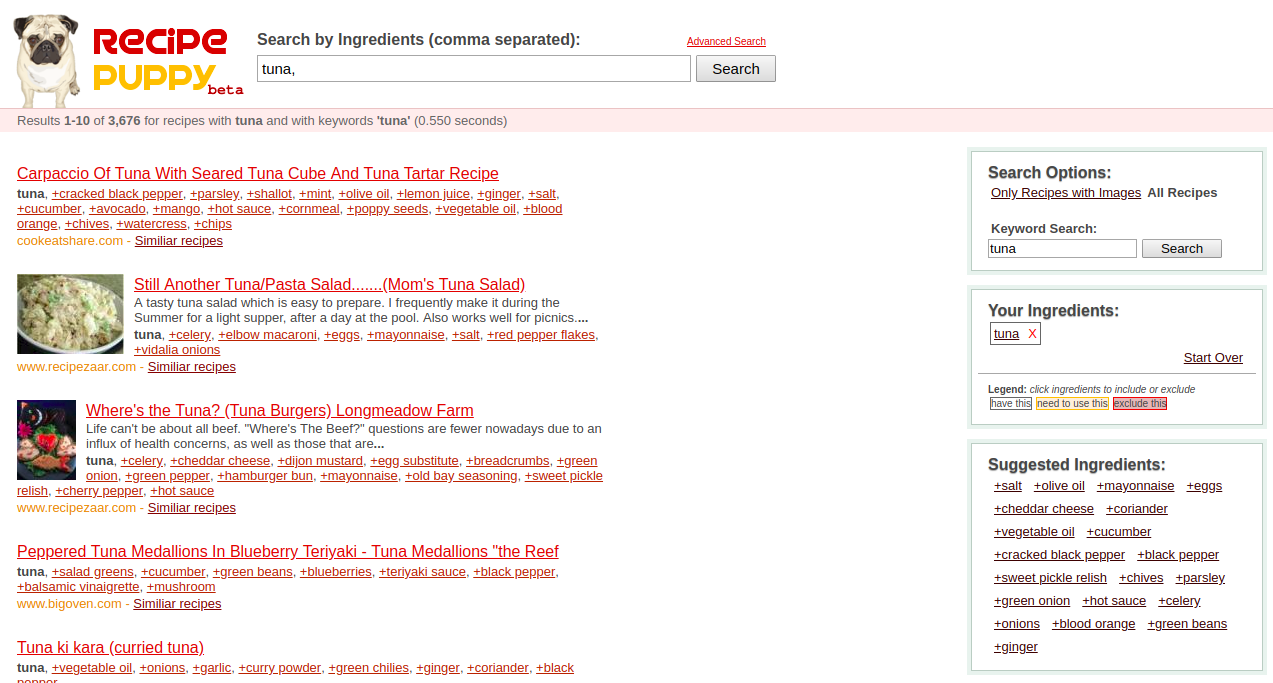 RECIPE
PUPPY
beta
Search by Ingredients (comma separated):
Advanced Search
tuna,
Search
Results 1-10 of 3,676 for recipes with tuna and with keywords 'tuna' (0.550 seconds)
Carpaccio Of Tuna With Seared Tuna Cube And Tuna Tartar Recipe
tuna, +cracked black pepper, +parsley, +shallot, +mint, +olive oil, +lemon juice, +ginger, +salt,
+cucumber, +avocado, +mango, +hot sauce, +cornmeal, +poppy seeds, +vegetable oil, +blood
orange, +chives, +watercress, +chips
cookeatshare.com - Similiar recipes
Still Another Tuna/Pasta Salad.......(Mom's Tuna Salad)
A tasty tuna salad which is easy to prepare. I frequently make it during the
Summer for a light supper, after a day at the pool. Also works well for picnics....
tuna, +celery, +elbow macaroni, +eggs, +mayonnaise, +salt, +red pepper flakes,
+vidalia onions
www.recipezaar.com - Similiar recipes
Where's the Tuna? (Tuna Burgers) Longmeadow Farm
Life can't be about all beef. "Where's The Beef?" questions are fewer nowadays due to an
influx of health concerns, as well as those that are...
tuna, +celery, +cheddar cheese, +dijon mustard, +egg substitute, +breadcrumbs, +green
onion, +green pepper, +hamburger bun, +mayonnaise, +old bay seasoning, +sweet pickle
relish, +cherry pepper, +hot sauce
www.recipezaar.com - Similiar recipes
Peppered Tuna Medallions In Blueberry Teriyaki - Tuna Medallions "the Reef
tuna, +salad greens, +cucumber, +green beans, +blueberries, +teriyaki sauce, +black pepper,
+balsamic vinaigrette, +mushroom
www.bigoven.com - Similiar recipes
Tuna ki kara (curried tuna)
tuna, +vegetable oil, +onions, +garlic, +curry powder, +green chilies, +ginger, +coriander, +black
pepper
Search Options:
Only Recipes with Images All Recipes
Keyword Search:
tuna
Search
Your Ingredients:
tuna X
Start Over
Legend: click ingredients to include or exclude
have this need to use this exclude this
Suggested Ingredients:
+salt +olive oil +mayonnaise +eggs
+cheddar cheese +coriander
+vegetable oil +cucumber
+cracked black pepper +black pepper
+sweet pickle relish +chives +parsley
+green onion +hot sauce +celery
+onions +blood orange +green beans
+ginger